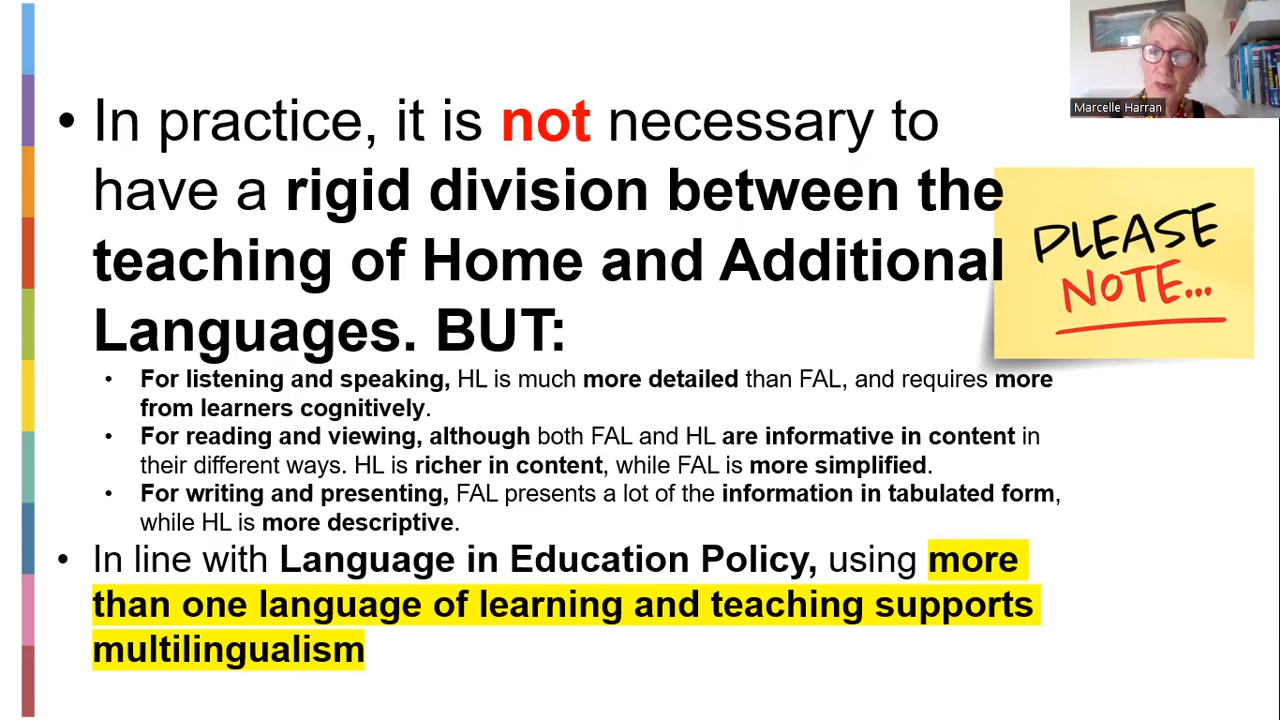 Marcelle Harran
• In practice, it is not necessary to
have a rigid division between the
teaching of Home and Additional
Languages. BUT:
PLEASE
NOTE...
• For listening and speaking, HL is much more detailed than FAL, and requires more
from learners cognitively.
• For reading and viewing, although both FAL and HL are informative in content in
their different ways. HL is richer in content, while FAL is more simplified.
• For writing and presenting, FAL presents a lot of the information in tabulated form,
while HL is more descriptive.
• In line with Language in Education Policy, using more
than one language of learning and teaching supports
multilingualism